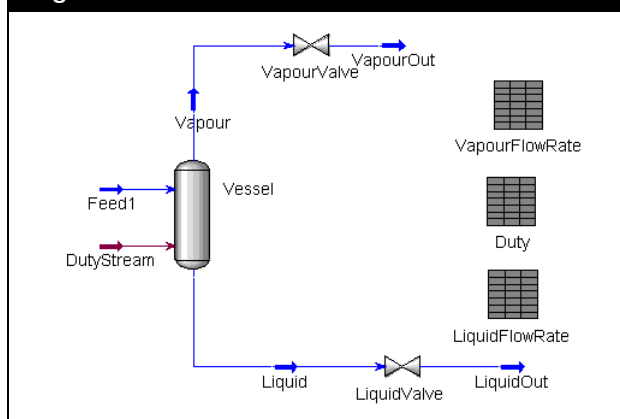 VapourValve
VapourOut
Vapour
VapourFlowRate
Feed1
Vessel
DutyStream
Duty
LiquidFlowRate
Liquid
LiquidValve
LiquidOut